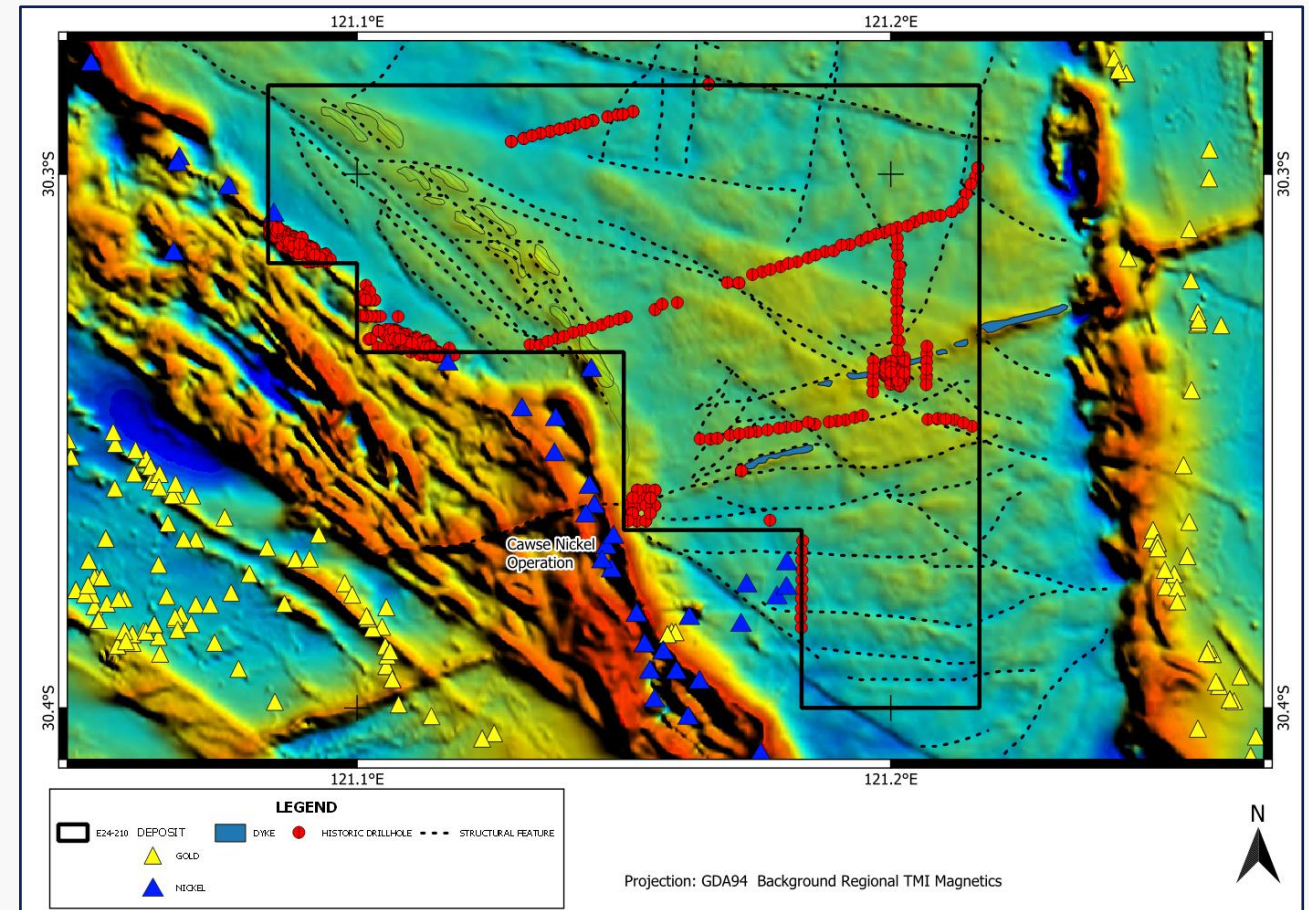 121.1°E
121.2°E
30.3°S
30.3°S
Cawse Nickel
Operation
30.4°S
30.4°S
121.1°E
121.2°E
LEGEND
E24-210 DEPOSIT
DYKE
HISTORIC DRILLHOLE
STRUCTURAL FEATURE
GOLD
NICKEL
Projection: GDA94 Background Regional TMI Magnetics
N